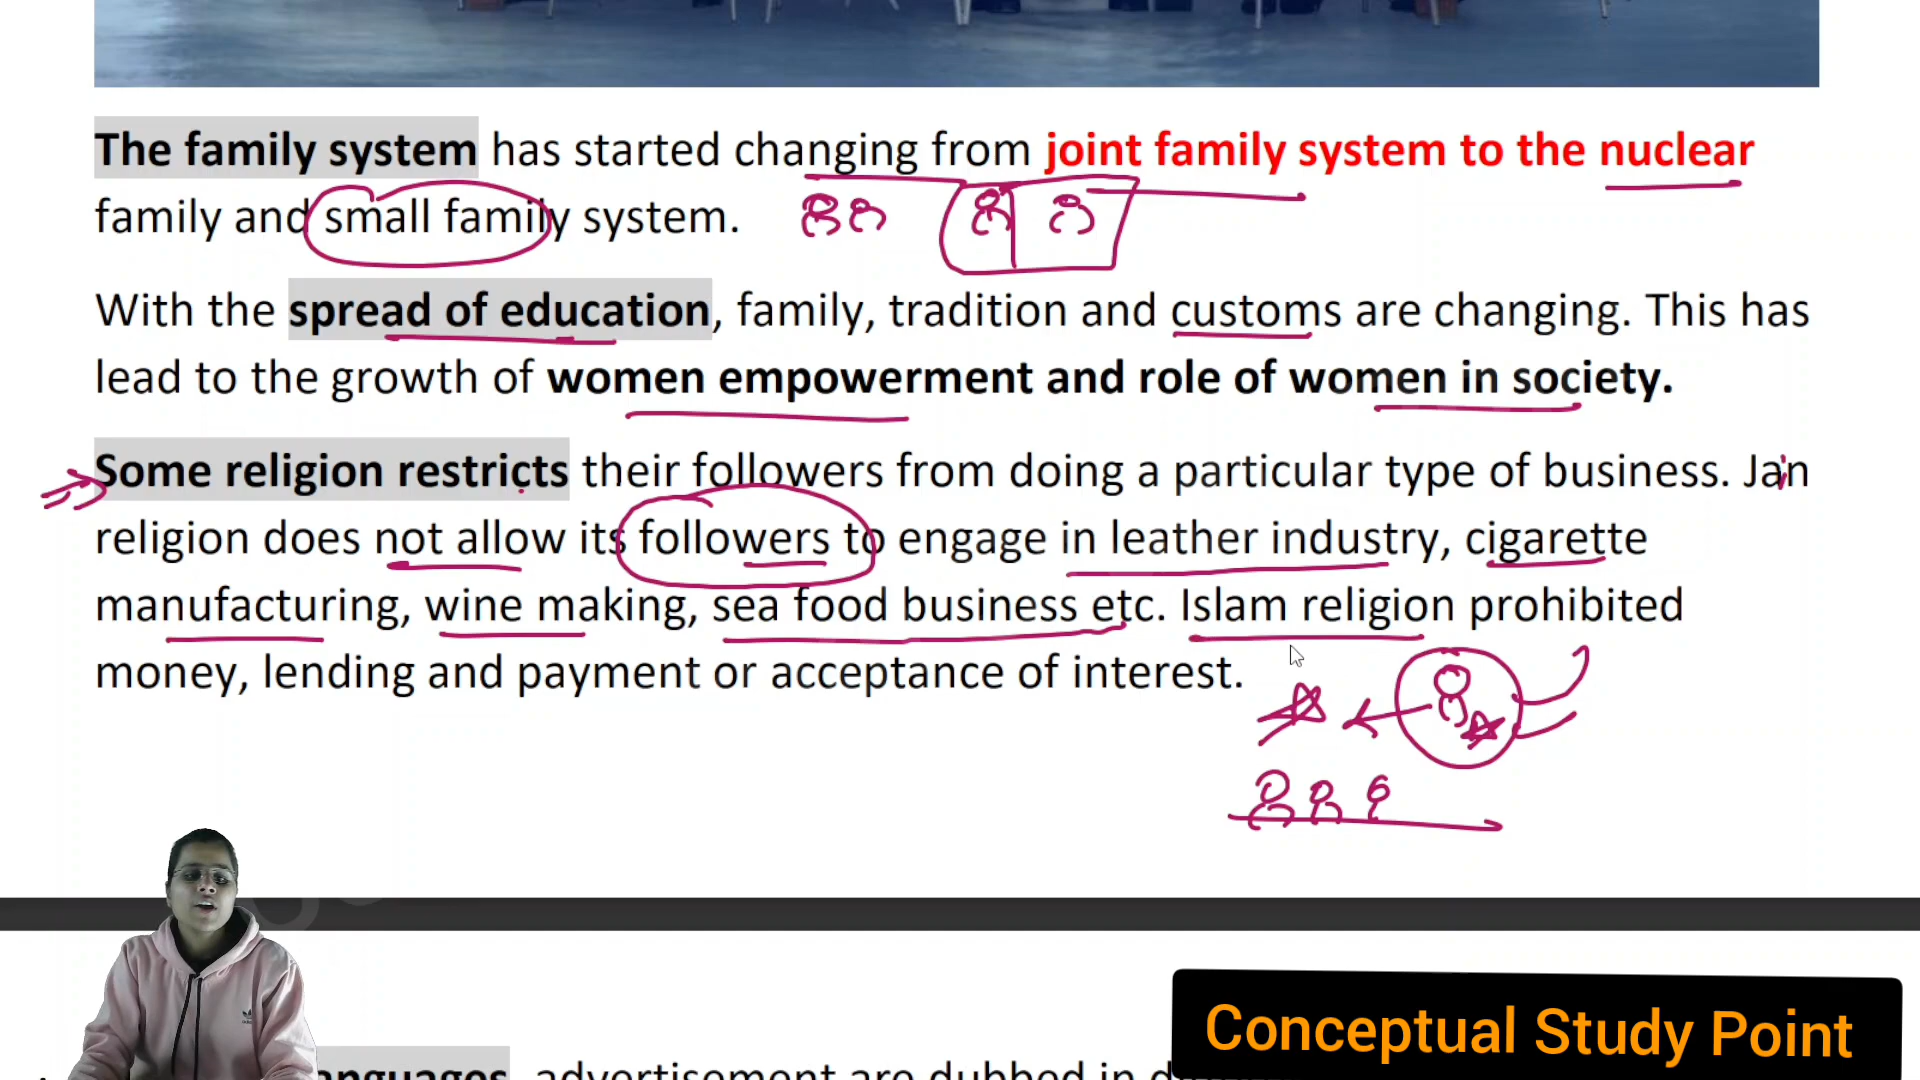 The family system has started changing from joint family system to the nuclear
family and small family system.
With the spread of education, family, tradition and customs are changing. This has
lead to the growth of women empowerment and role of women in society.
Some religion restricts their followers from doing a particular type of business. Jain
religion does not allow its followers to engage in leather industry, cigarette
manufacturing, wine making, sea food business etc. Islam religion prohibited
money, lending and payment or acceptance of interest.
advertisement are dubbed in
Conceptual Study Point